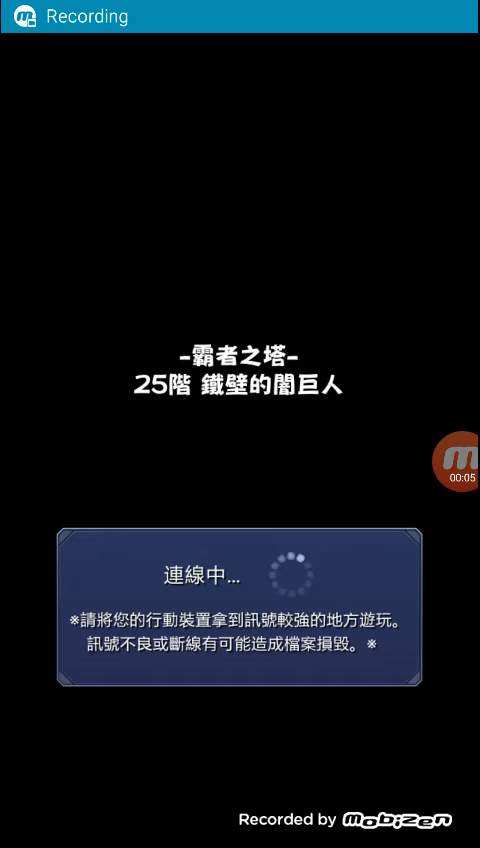 Recording
-霸者之塔-
25階 鐵壁的闇巨人
m
00:05
連線中...
※請將您的行動裝置拿到訊號較強的地方遊玩。
訊號不良或斷線有可能造成檔案損毀。※
Recorded by Mobizen